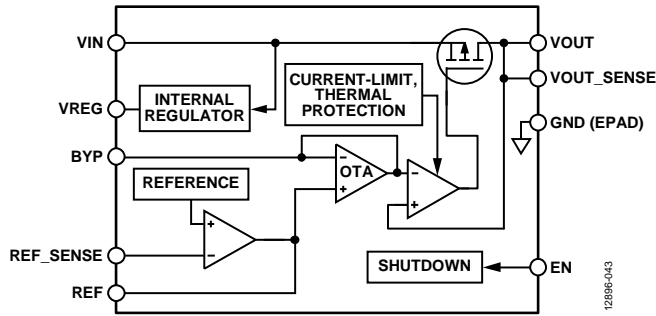 VIN
VOUT
VOUT_SENSE
CURRENT-LIMIT,
THERMAL
PROTECTION
VREG
INTERNAL
REGULATOR
GND (EPAD)
BYP
–
OTA
+
–
+
REFERENCE
+
–
REF_SENSE
REF
SHUTDOWN
EN
12896-043